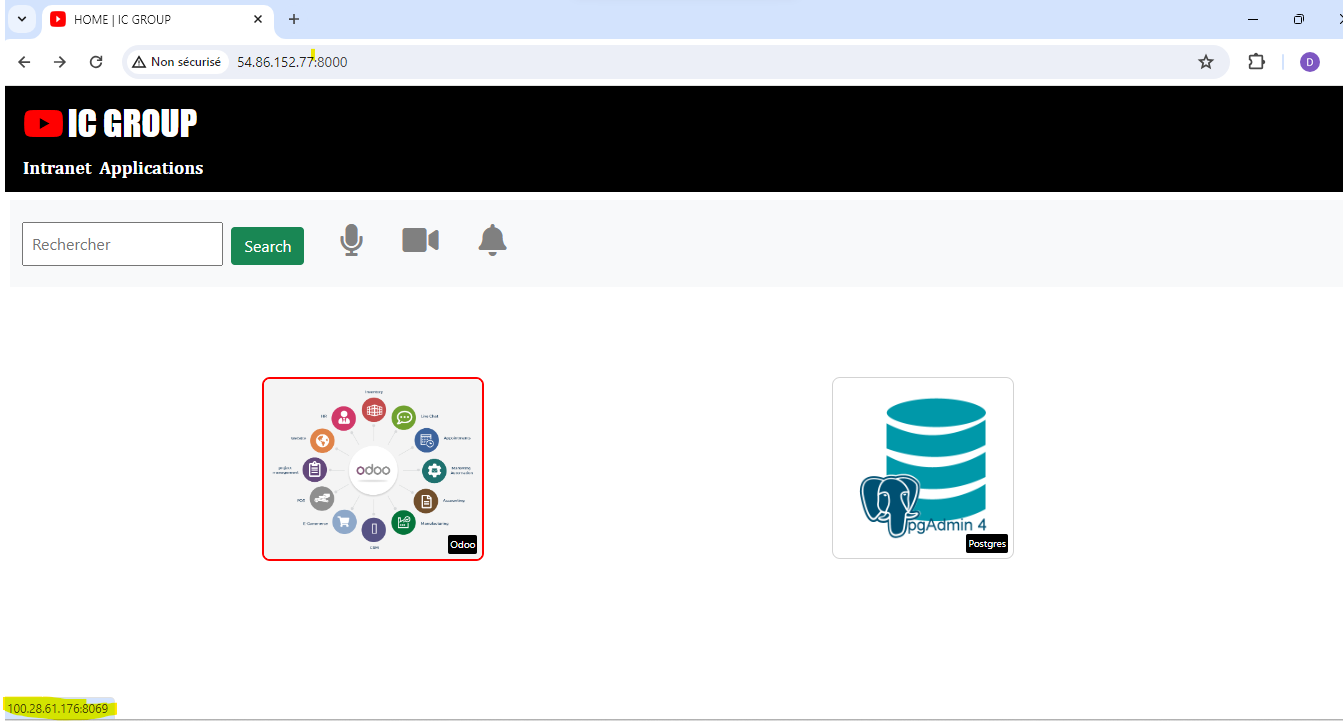 HOME | IC GROUP
Non sécurisé 54.86.152.77:8000
D
IC GROUP
Intranet Applications
Rechercher
Search
Inventory
HR
Live Chat
Website
Appointments
project management
odoo
Marketing Automation
POS
Accounting
E-Commerce
Manufacturing
CRM
Odoo
pgAdmin 4
Postgres
100.28.61.176:8069